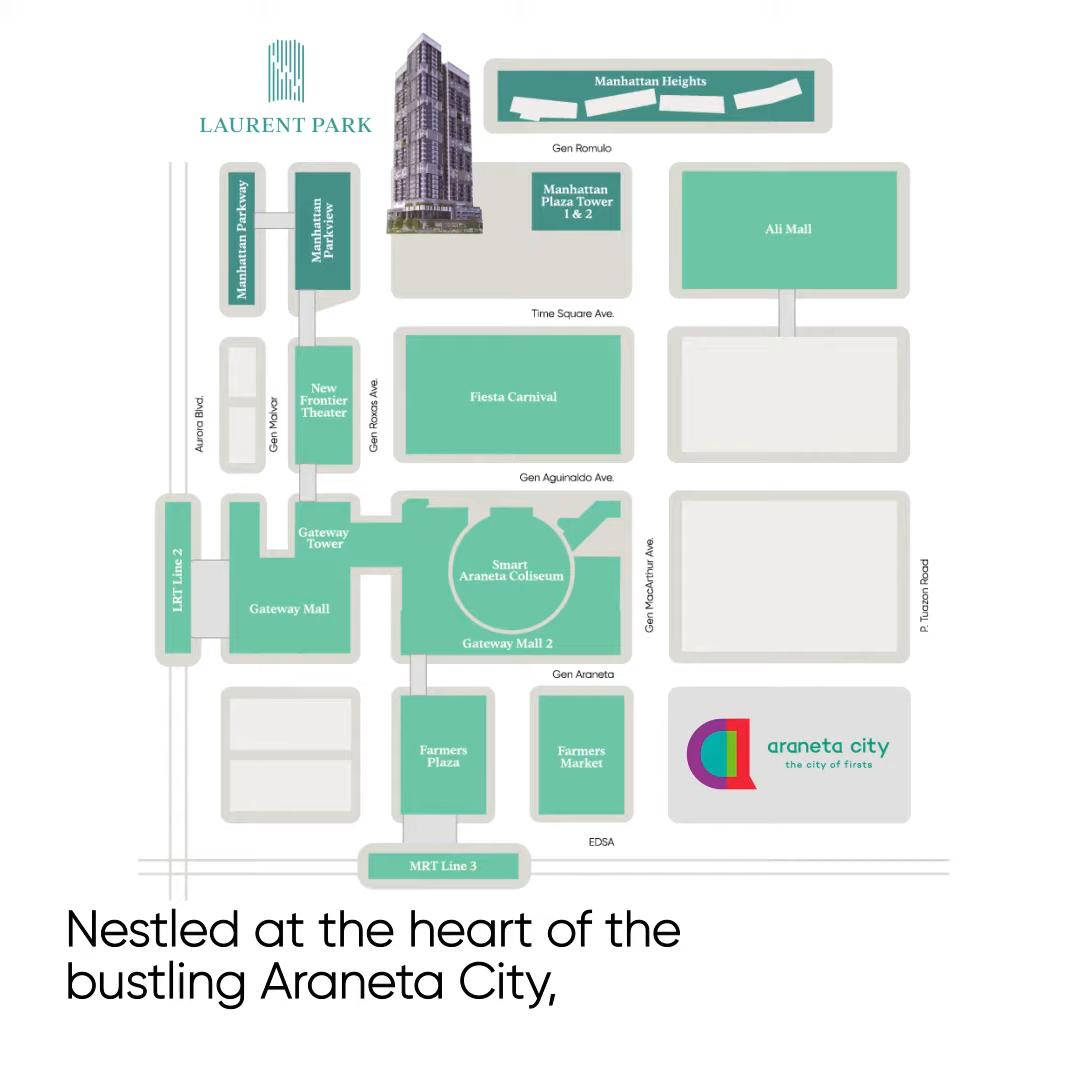 LAURENT PARK
Manhattan Heights
Gen Romulo
Manhattan Parkway
Manhattan
Parkview
Manhattan
Plaza Tower
1 & 2
Ali Mall
Time Square Ave.
Aurora Blvd.
Gen Malvar
New
Frontier
Theater
Gen Roxas Ave.
Fiesta Carnival
Gen Aguinaldo Ave.
LRT Line 2
Gateway
Tower
Gateway Mall
Smart
Araneta Coliseum
Gateway Mall 2
Gen MacArthur Ave.
P. Tuazon Road
Gen Araneta
Farmers
Plaza
Farmers
Market
araneta city
the city of firsts
EDSA
MRT Line 3
Nestled at the heart of the
bustling Araneta City,